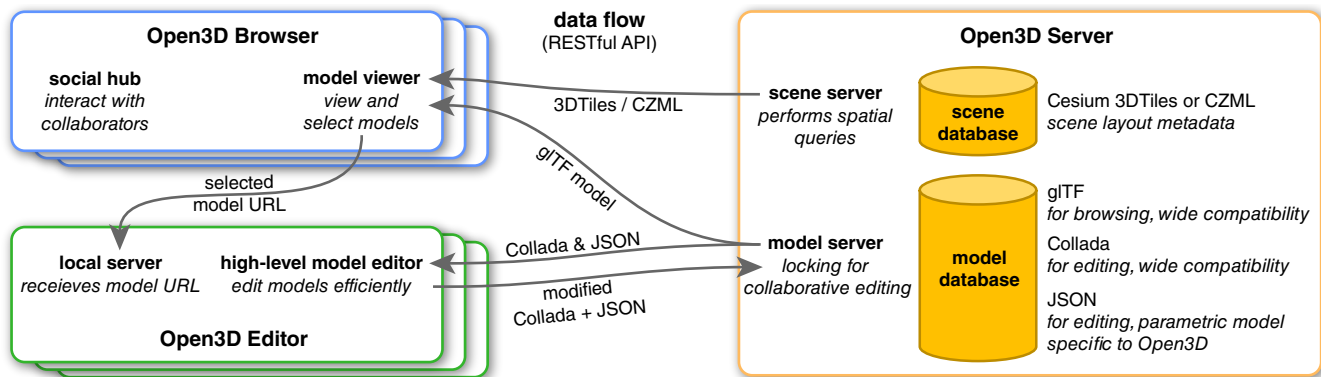 Open3D Browser
social hub
interact with
collaborators
model viewer
view and
select models
data flow
(RESTful API)
3DTiles / CZML
glTF model
selected
model URL
Collada & JSON
modified
Collada + JSON
local server
receieves model URL
high-level model editor
edit models efficiently
Open3D Editor
Open3D Server
scene server
performs spatial
queries
scene
database
Cesium 3DTiles or CZML
scene layout metadata
model server
locking for
collaborative editing
model
database
glTF
for browsing, wide compatibility
Collada
for editing, wide compatibility
JSON
for editing, parametric model
specific to Open3D